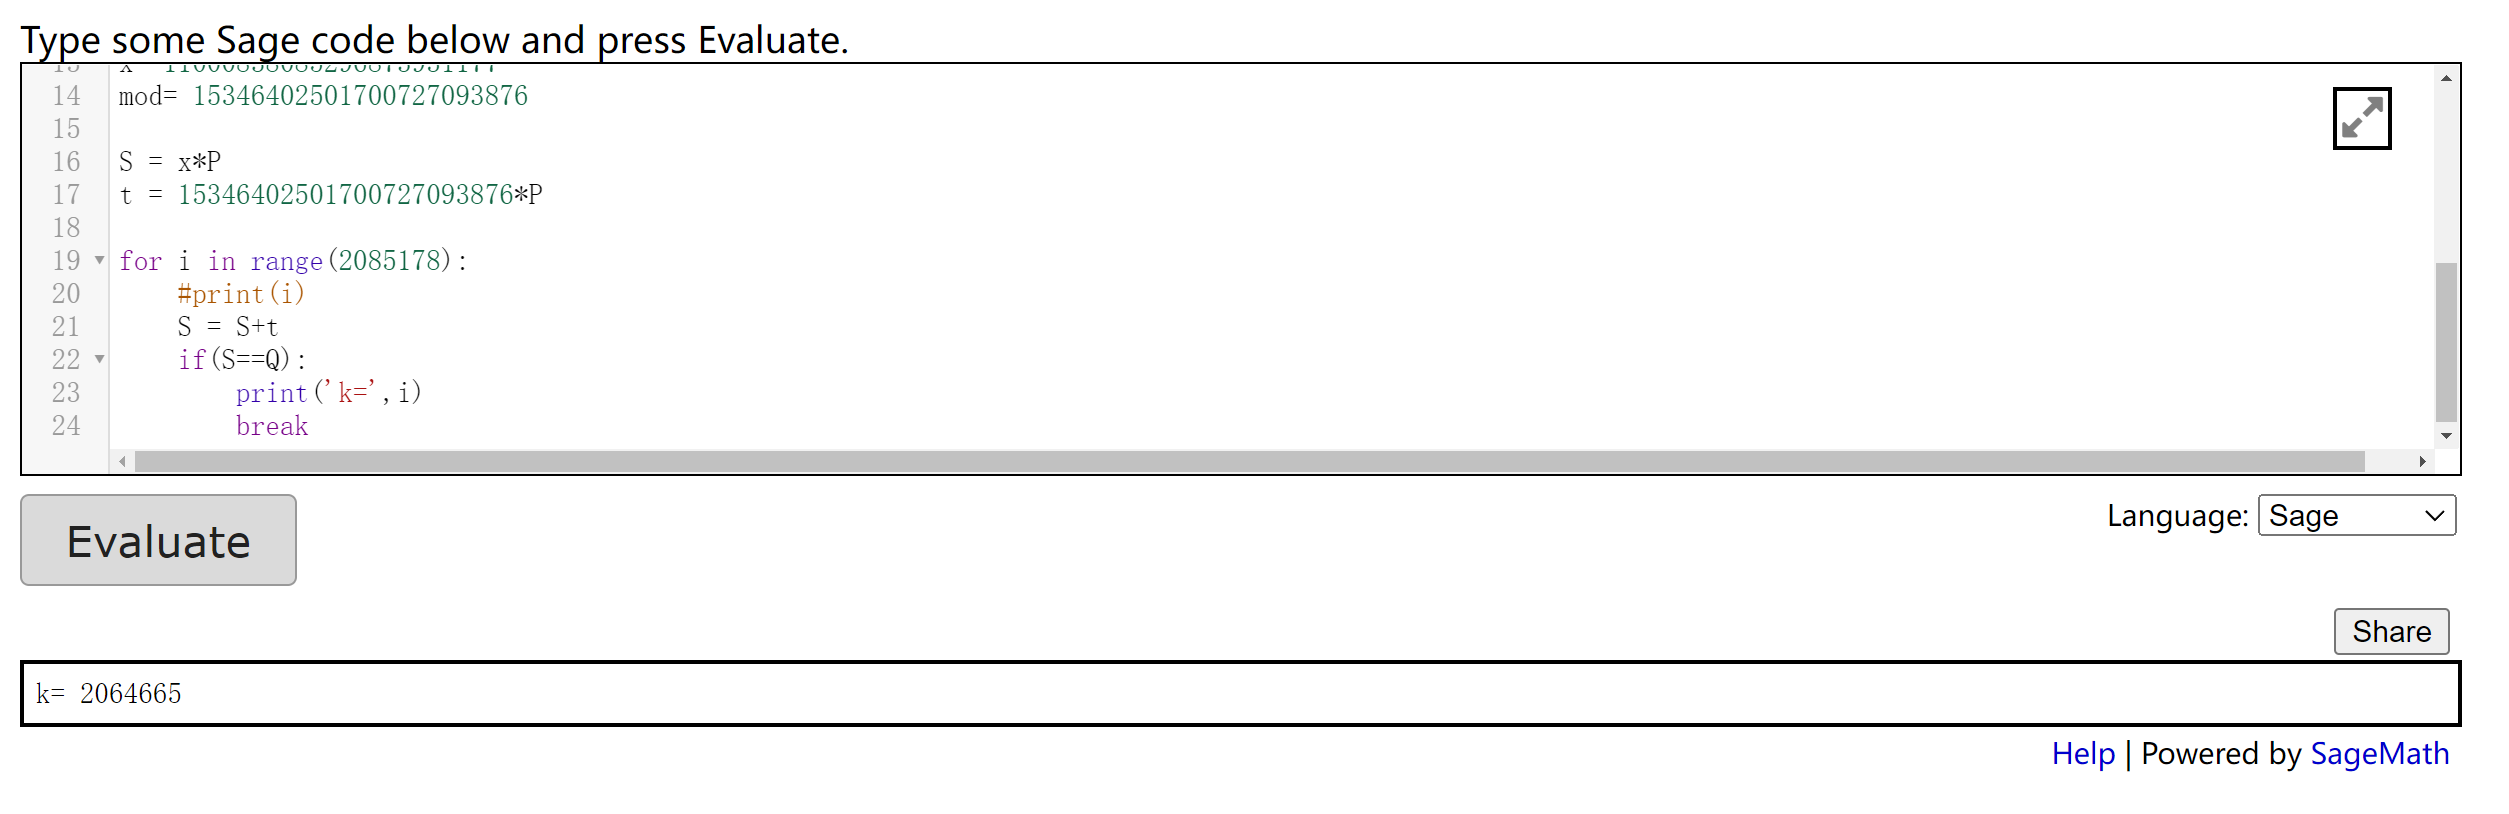 Type some Sage code below and press Evaluate.
14 mod= 15346402501700727093876
15
16 S = x*P
17 t = 15346402501700727093876*P
18
19 for i in range(2085178):
20 #print(i)
21 S = S+t
22 if(S==Q):
23 print('k=',i)
24 break
Evaluate
Language: Sage
Share
k= 2064665
Help | Powered by SageMath